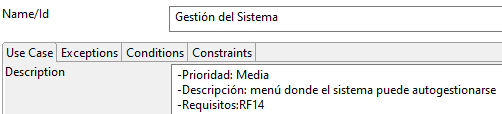 Name/Id
Gestión del Sistema
Use Case Exceptions Conditions Constraints
Description
-Prioridad: Media
-Descripción: menú donde el sistema puede autogestionarse
-Requisitos:RF14